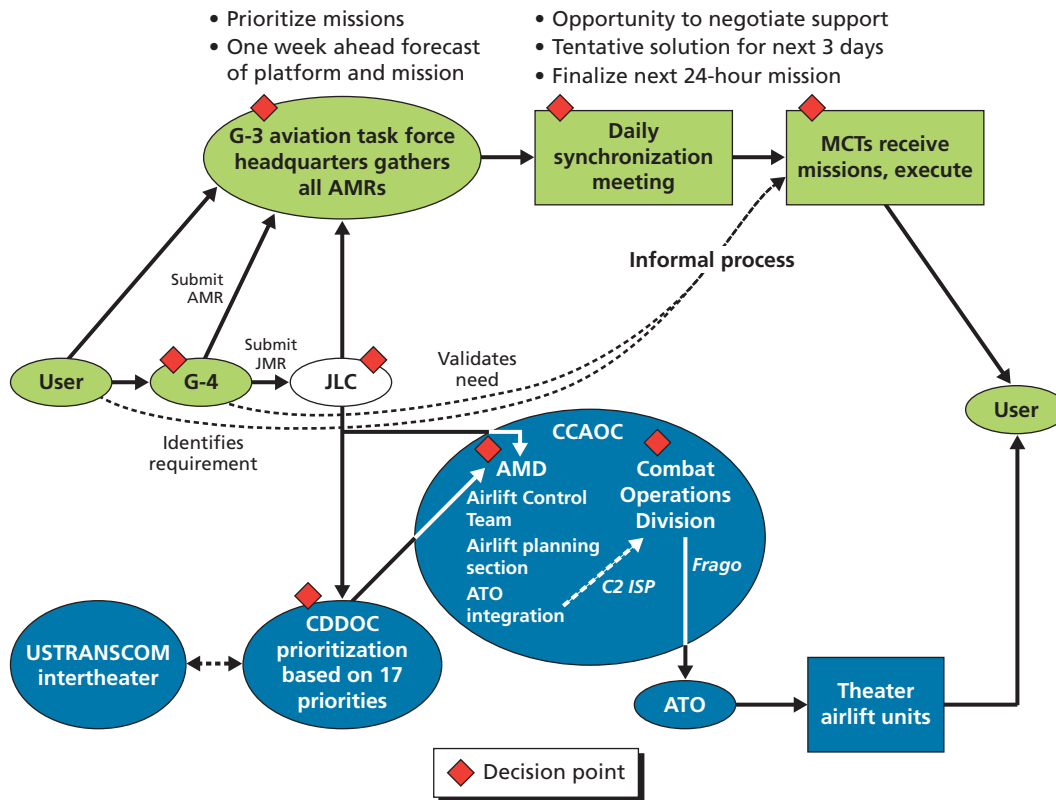 • Prioritize missions
• One week ahead forecast
of platform and mission
• Opportunity to negotiate support
• Tentative solution for next 3 days
• Finalize next 24-hour mission
G-3 aviation task force
headquarters gathers
all AMRs
Daily
synchronization
meeting
MCTs receive
missions, execute
Informal process
Submit
AMR
Submit
JMR
Validates
need
User
G-4
JLC
User
Identifies
requirement
CCAOC
AMD
Airlift Control
Team
Airlift planning
section
ATO
integration
Combat
Operations
Division
C2 ISP
Frago
USTRANSCOM
intertheater
CDDOC
prioritization
based on 17
priorities
ATO
Theater
airlift units
Decision point